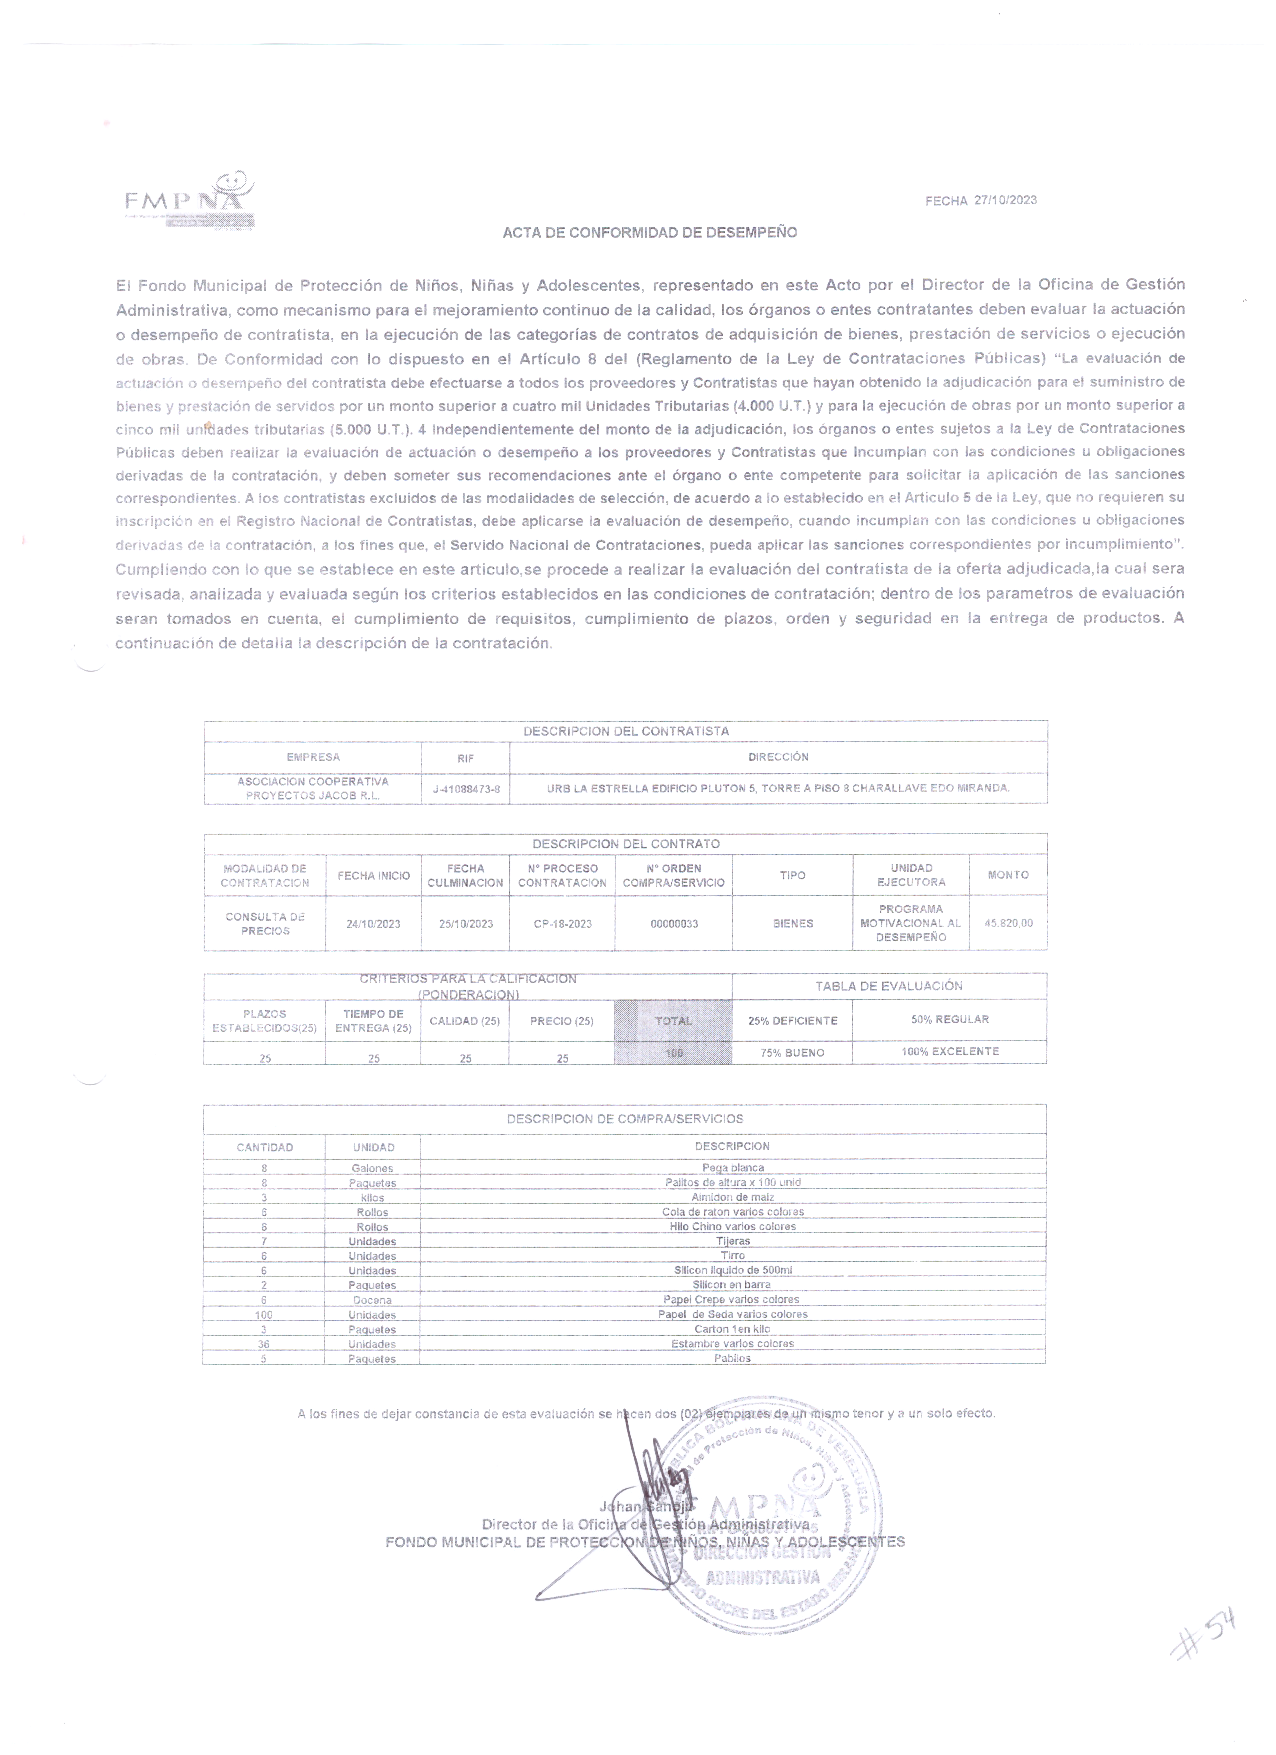 FMPNA
FECHA 27/10/2023
ACTA DE CONFORMIDAD DE DESEMPEÑO
El Fondo Municipal de Protección de Niños, Niñas y Adolescentes, representado en este Acto por el Director de la Oficina de Gestión
Administrativa, como mecanismo para el mejoramiento continuo de la calidad, los órganos o entes contratantes deben evaluar la actuación
o desempeño de contratista, en la ejecución de las categorías de contratos de adquisición de bienes, prestación de servicios o ejecución
de obras. De Conformidad con lo dispuesto en el Artículo 8 del (Reglamento de la Ley de Contrataciones Públicas) “La evaluación de
actuación o desempeño del contratista debe efectuarse a todos los proveedores y Contratistas que hayan obtenido la adjudicación para el suministro de
bienes y prestación de servidos por un monto superior a cuatro mil Unidades Tributarias (4.000 U.T.) y para la ejecución de obras por un monto superior a
cinco mil unidades tributarias (5.000 U.T.). 4 Independientemente del monto de la adjudicación, los órganos o entes sujetos a la Ley de Contrataciones
Públicas deben realizar la evaluación de actuación o desempeño a los proveedores y Contratistas que Incumplan con las condiciones u obligaciones
derivadas de la contratación, y deben someter sus recomendaciones ante el órgano o ente competente para solicitar la aplicación de las sanciones
correspondientes. A los contratistas excluidos de las modalidades de selección, de acuerdo a lo establecido en el Articulo 5 de la Ley, que no requieren su
inscripción en el Registro Nacional de Contratistas, debe aplicarse la evaluación de desempeño, cuando incumplan con las condiciones u obligaciones
derivadas de la contratación, a los fines que, el Servido Nacional de Contrataciones, pueda aplicar las sanciones correspondientes por incumplimiento”.
Cumpliendo con lo que se establece en este articulo,se procede a realizar la evaluación del contratista de la oferta adjudicada,la cual sera
revisada, analizada y evaluada según los criterios establecidos en las condiciones de contratación; dentro de los parametros de evaluación
seran tomados en cuenta, el cumplimiento de requisitos, cumplimiento de plazos, orden y seguridad en la entrega de productos. A
continuación de detalla la descripción de la contratación.
DESCRIPCION DEL CONTRATISTA
EMPRESA RIF DIRECCIÓN
ASOCIACION COOPERATIVA PROYECTOS JACOB R.L. J-41088473-8 URB LA ESTRELLA EDIFICIO PLUTON 5, TORRE A PISO 8 CHARALLAVE EDO MIRANDA.
DESCRIPCION DEL CONTRATO
MODALIDAD DE CONTRATACION FECHA INICIO FECHA CULMINACION N° PROCESO CONTRATACION N° ORDEN COMPRA/SERVICIO TIPO UNIDAD EJECUTORA MONTO
CONSULTA DE PRECIOS 24/10/2023 25/10/2023 CP-18-2023 00000033 BIENES PROGRAMA MOTIVACIONAL AL DESEMPEÑO 45.820,00
CRITERIOS PARA LA CALIFICACION (PONDERACION) TABLA DE EVALUACIÓN
PLAZOS ESTABLECIDOS(25) TIEMPO DE ENTREGA (25) CALIDAD (25) PRECIO (25) TOTAL 25% DEFICIENTE 50% REGULAR
25 25 25 25 100 75% BUENO 100% EXCELENTE
DESCRIPCION DE COMPRA/SERVICIOS
CANTIDAD UNIDAD DESCRIPCION
8 Galones Pega blanca
8 Paquetes Palitos de altura x 100 unid
3 kilos Almidon de maiz
6 Rollos Cola de raton varios colores
6 Rollos Hilo Chino varios colores
7 Unidades Tijeras
6 Unidades Tirro
6 Unidades Silicon liquido de 500ml
2 Paquetes Silicon en barra
6 Docena Papel Crepe varios colores
100 Unidades Papel de Seda varios colores
3 Paquetes Carton 1en kilo
36 Unidades Estambre varios colores
5 Paquetes Pabilos
A los fines de dejar constancia de esta evaluación se hacen dos (02) ejemplares de un mismo tenor y a un solo efecto.
Johan
Director de la Oficina de Gestión Administrativa
FONDO MUNICIPAL DE PROTECCION DE NIÑOS, NIÑAS Y ADOLESCENTES
MPNA
DIRECCION GESTION
ADMINISTRATIVA
MUNICIPIO SUCRE DEL ESTADO MIRANDA
#54